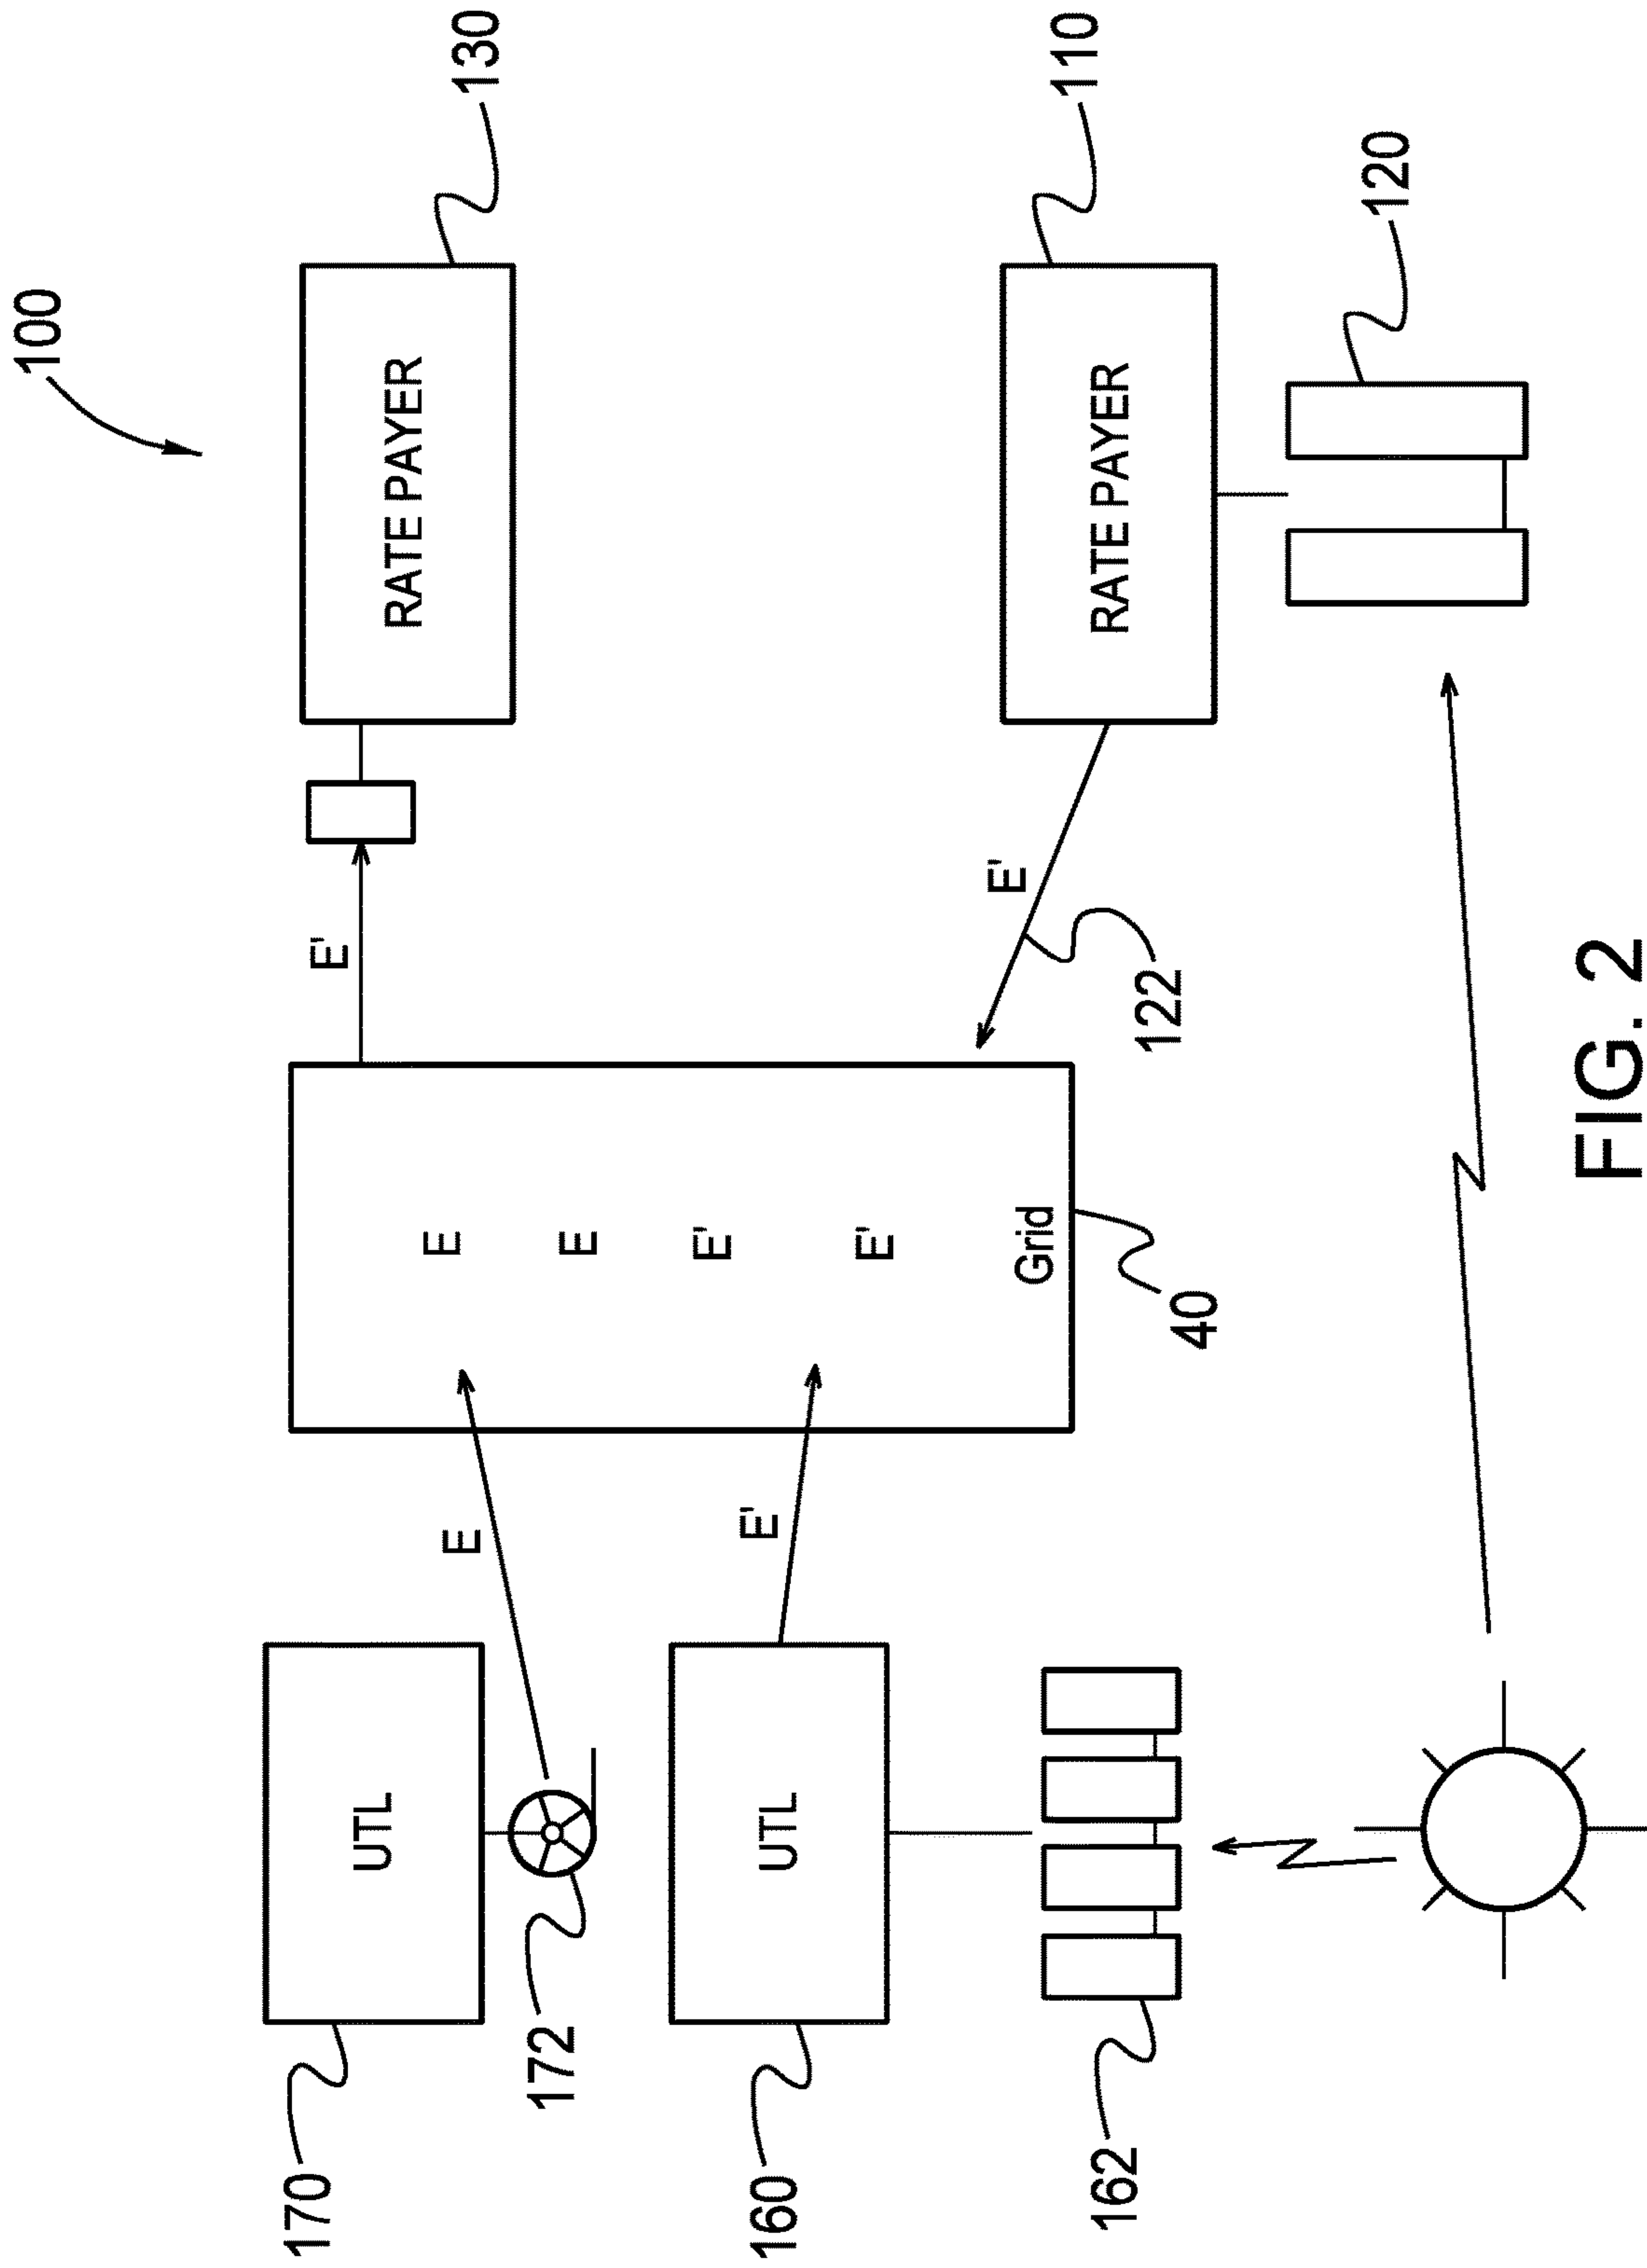 100
170
UTL
172
E
E
E
E'
E'
Grid
40
E'
RATE PAYER
130
160
UTL
E'
162
E'
122
RATE PAYER
110
120
FIG. 2